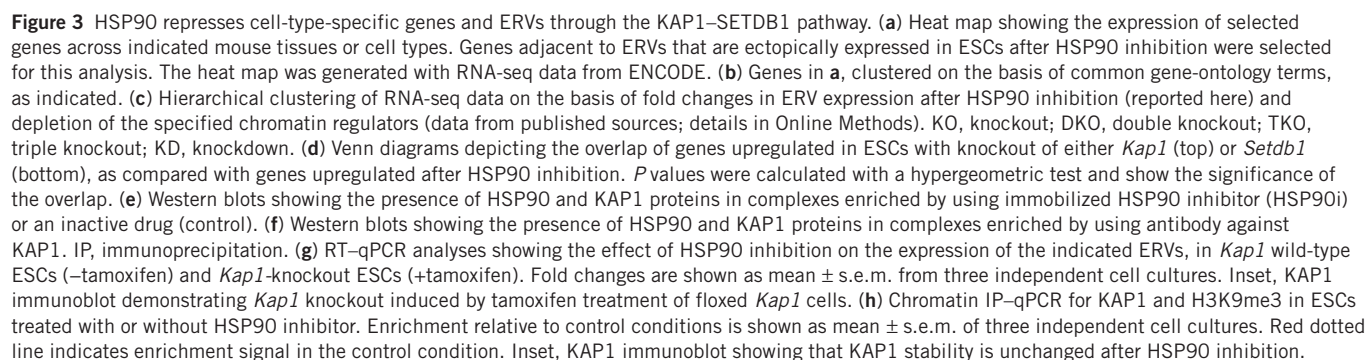 Figure 3 HSP90 represses cell-type-specific genes and ERVs through the KAP1–SETDB1 pathway. (a) Heat map showing the expression of selected
genes across indicated mouse tissues or cell types. Genes adjacent to ERVs that are ectopically expressed in ESCs after HSP90 inhibition were selected
for this analysis. The heat map was generated with RNA-seq data from ENCODE. (b) Genes in a, clustered on the basis of common gene-ontology terms,
as indicated. (c) Hierarchical clustering of RNA-seq data on the basis of fold changes in ERV expression after HSP90 inhibition (reported here) and
depletion of the specified chromatin regulators (data from published sources; details in Online Methods). KO, knockout; DKO, double knockout; TKO,
triple knockout; KD, knockdown. (d) Venn diagrams depicting the overlap of genes upregulated in ESCs with knockout of either Kap1 (top) or Setdb1
(bottom), as compared with genes upregulated after HSP90 inhibition. P values were calculated with a hypergeometric test and show the significance of
the overlap. (e) Western blots showing the presence of HSP90 and KAP1 proteins in complexes enriched by using immobilized HSP90 inhibitor (HSP90i)
or an inactive drug (control). (f) Western blots showing the presence of HSP90 and KAP1 proteins in complexes enriched by using antibody against
KAP1. IP, immunoprecipitation. (g) RT–qPCR analyses showing the effect of HSP90 inhibition on the expression of the indicated ERVs, in Kap1 wild-type
ESCs (−tamoxifen) and Kap1-knockout ESCs (+tamoxifen). Fold changes are shown as mean ± s.e.m. from three independent cell cultures. Inset, KAP1
immunoblot demonstrating Kap1 knockout induced by tamoxifen treatment of floxed Kap1 cells. (h) Chromatin IP–qPCR for KAP1 and H3K9me3 in ESCs
treated with or without HSP90 inhibitor. Enrichment relative to control conditions is shown as mean ± s.e.m. of three independent cell cultures. Red dotted
line indicates enrichment signal in the control condition. Inset, KAP1 immunoblot showing that KAP1 stability is unchanged after HSP90 inhibition.